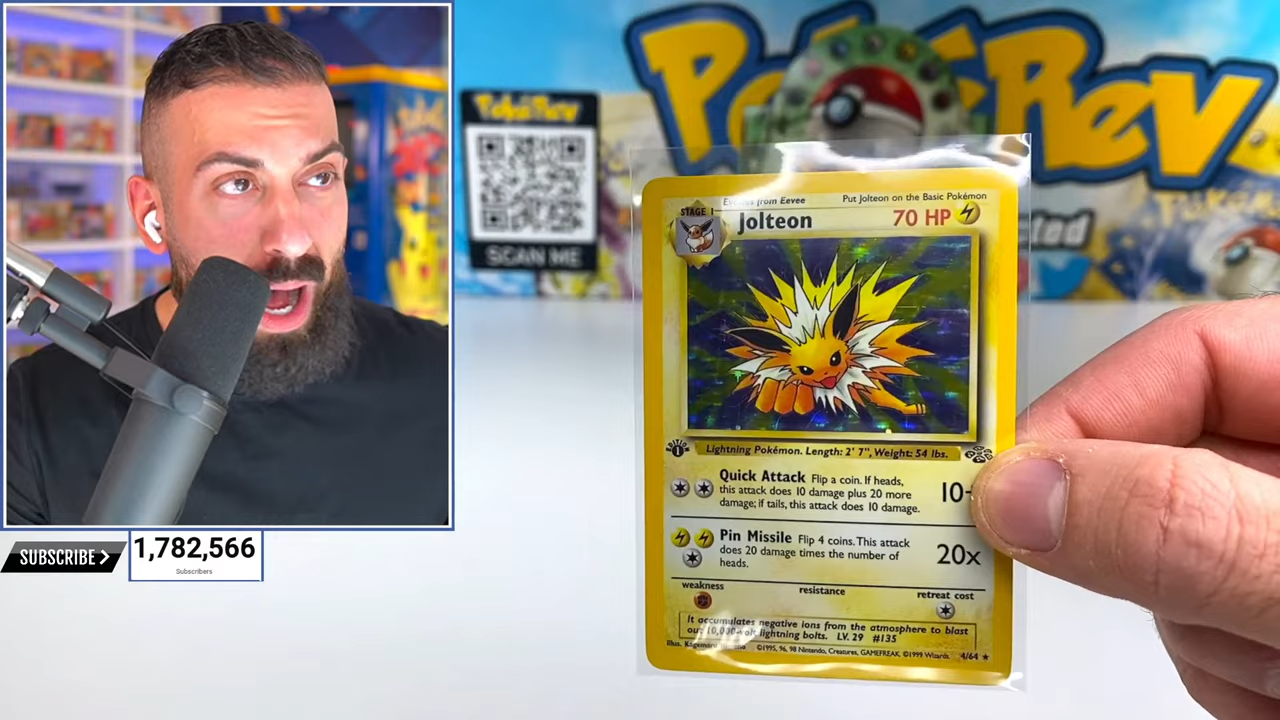 PokéRev
PokéRev
SCAN ME
STAGE 1
Evolves from Eevee
Put Jolteon on the Basic Pokémon
Jolteon
70 HP
EDITION
1
Lightning Pokémon. Length: 2' 7", Weight: 54 lbs.
Quick Attack Flip a coin. If heads,
this attack does 10 damage plus 20 more
damage; if tails, this attack does 10 damage.
10
Pin Missile Flip 4 coins. This attack
does 20 damage times the number of
heads.
20x
weakness
resistance
retreat cost
It accumulates negative ions from the atmosphere to blast
out 10,000-volt lightning bolts. LV. 29 #135
Illus.
©1995, 96, 98 Nintendo, Creatures, GAMEFREAK. ©1999 Wizards.
4/64 ★
SUBSCRIBE >
1,782,566
Subscribers